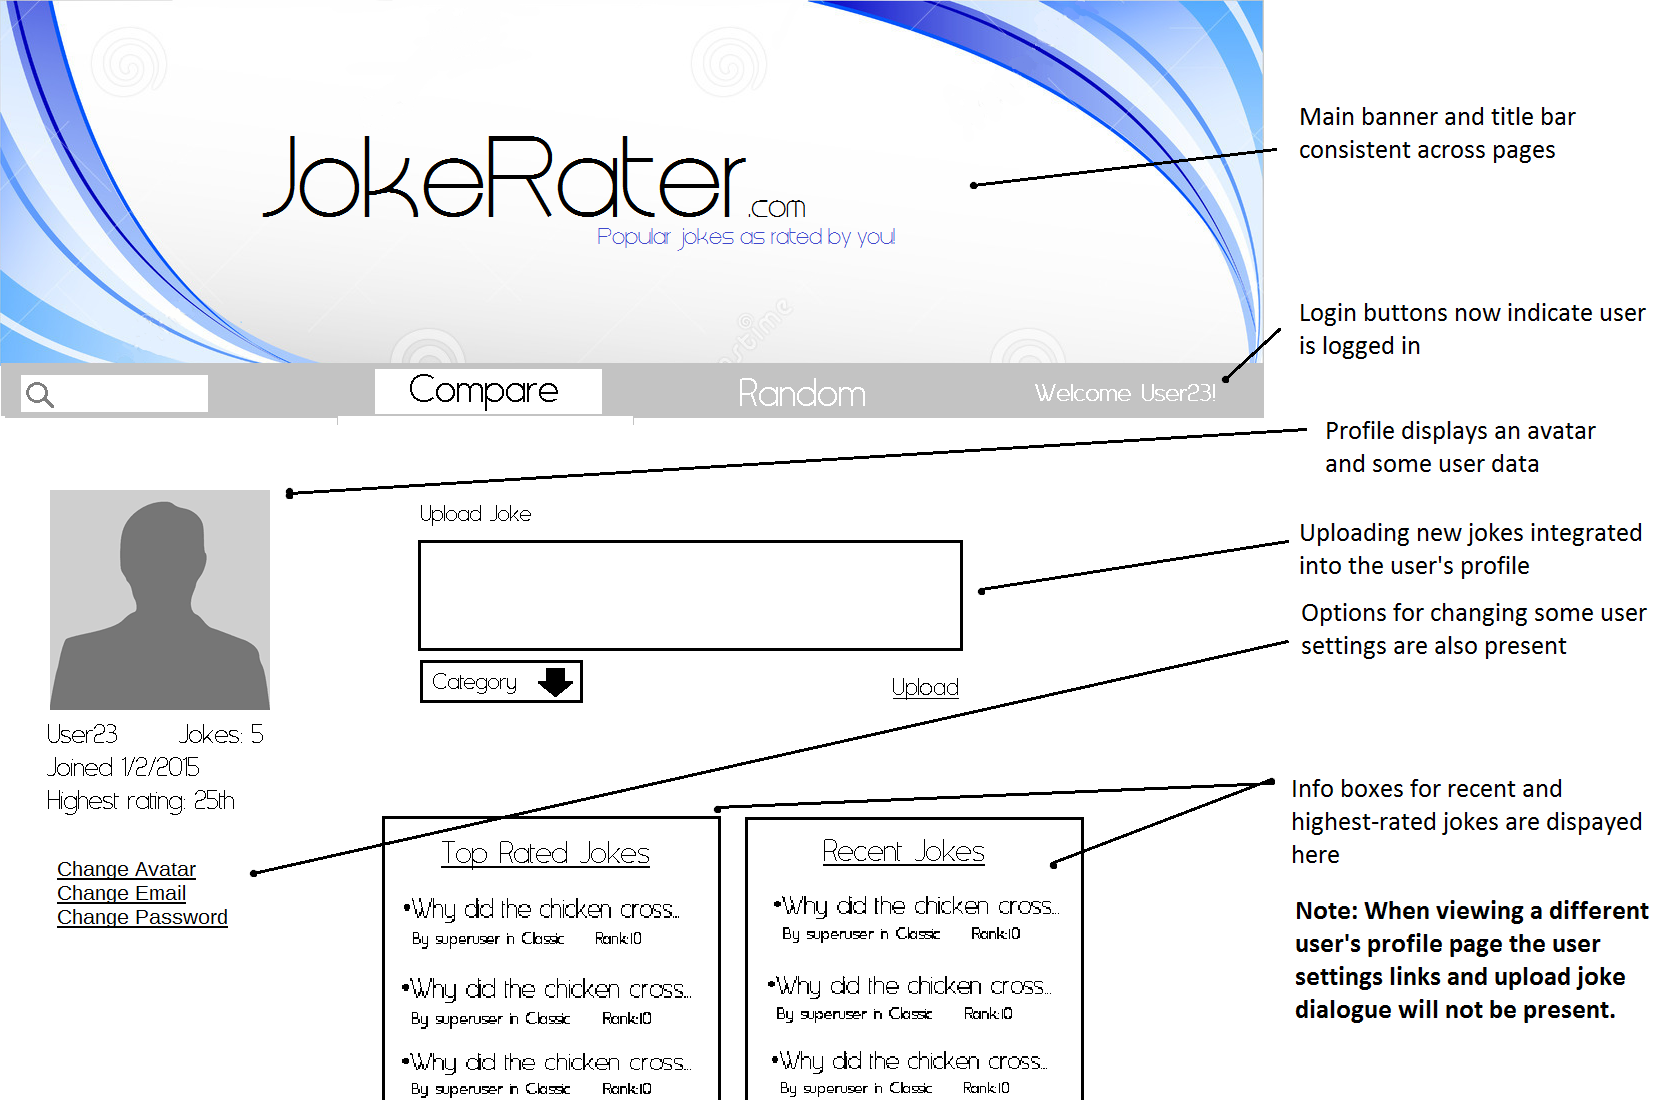 JokeRater.com
Popular jokes as rated by you!
Main banner and title bar
consistent across pages
Login buttons now indicate user
is logged in
Compare
Random
Welcome User23!
Profile displays an avatar
and some user data
Upload Joke
Uploading new jokes integrated
into the user's profile
Options for changing some user
settings are also present
Category
Upload
User23 Jokes: 5
Joined 1/2/2015
Highest rating: 25th
Change Avatar
Change Email
Change Password
Top Rated Jokes
•Why did the chicken cross...
By superuser in Classic Rank:10
•Why did the chicken cross...
By superuser in Classic Rank:10
•Why did the chicken cross...
By superuser in Classic Rank:10
Recent Jokes
•Why did the chicken cross...
By superuser in Classic Rank:10
•Why did the chicken cross...
By superuser in Classic Rank:10
•Why did the chicken cross...
By superuser in Classic Rank:10
Info boxes for recent and
highest-rated jokes are dispayed
here
Note: When viewing a different
user's profile page the user
settings links and upload joke
dialogue will not be present.